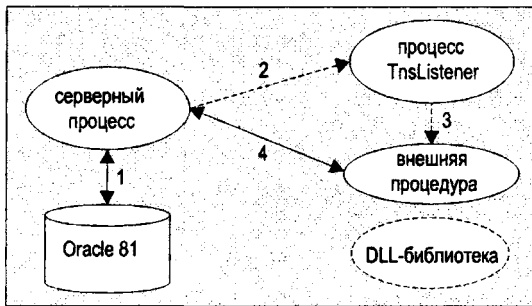 процесс
TnsListener
2
серверный
процесс
3
4
внешняя
процедура
1
Oracle 81
DLL-библиотека